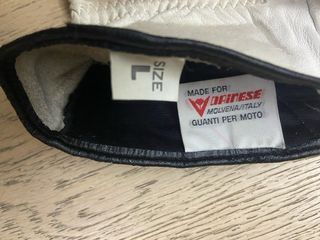 SIZE
L
MADE FOR
DAINESE
MOLVENA/ITALY
GUANTI PER MOTO